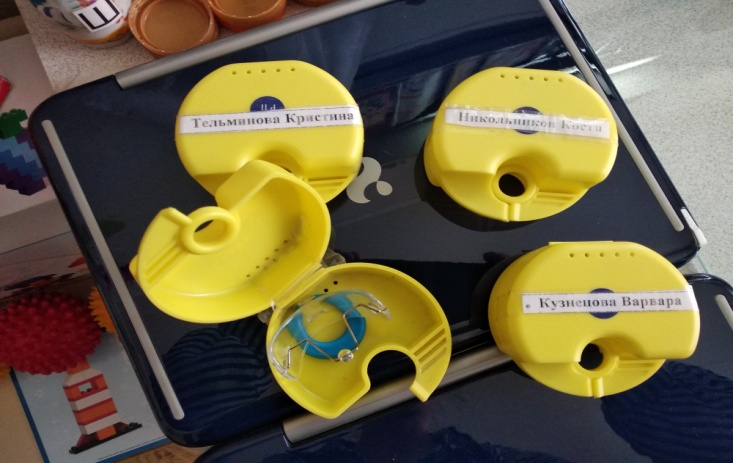 Ш
Тельминова Кристина
Никольников Костя
Кузнецова Варвара